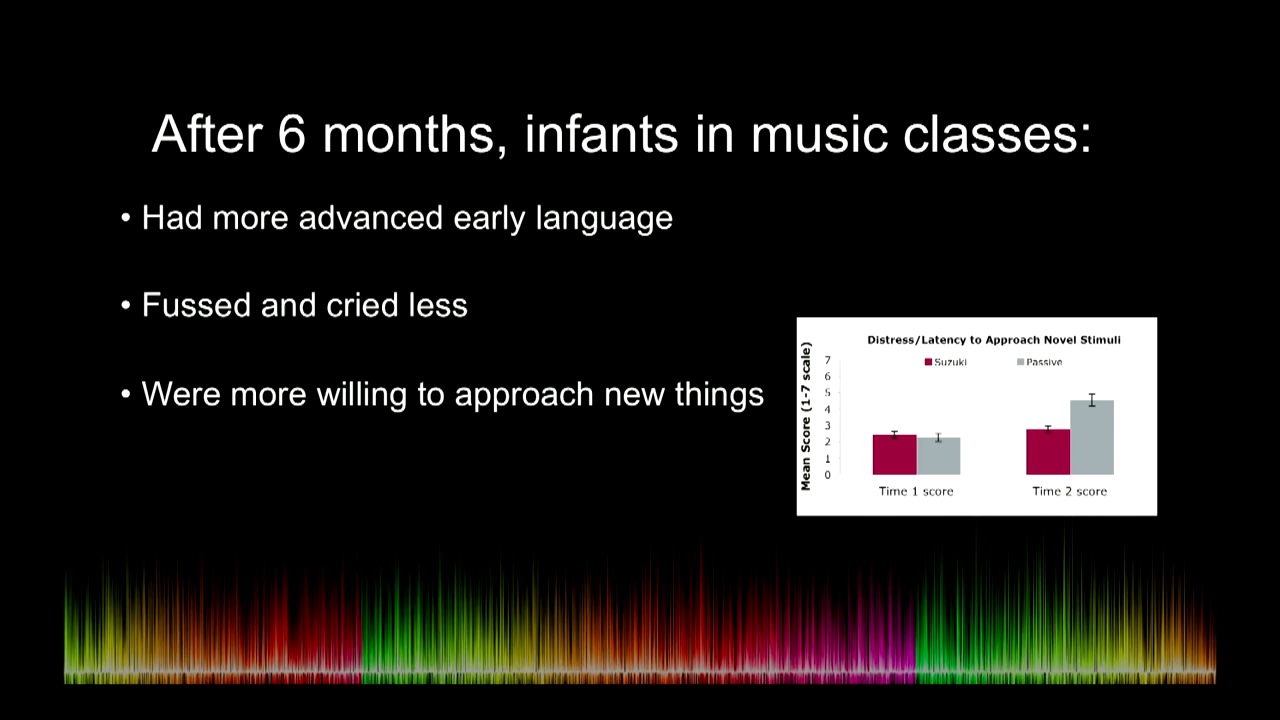 After 6 months, infants in music classes:
• Had more advanced early language
• Fussed and cried less
• Were more willing to approach new things
Distress/Latency to Approach Novel Stimuli
Suzuki Passive
Mean Score (1-7 scale)
7
6
5
4
3
2
1
0
Time 1 score Time 2 score